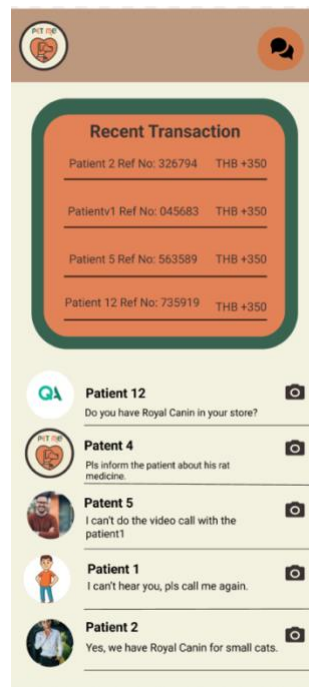 PET ME
Recent Transaction
Patient 2 Ref No: 326794 THB +350
Patientv1 Ref No: 045683 THB +350
Patient 5 Ref No: 563589 THB +350
Patient 12 Ref No: 735919 THB +350
QA
Patient 12
Do you have Royal Canin in your store?
PET ME
Patent 4
Pls inform the patient about his rat
medicine.
Patent 5
I can't do the video call with the
patient1
Patient 1
I can't hear you, pls call me again.
Patient 2
Yes, we have Royal Canin for small cats.